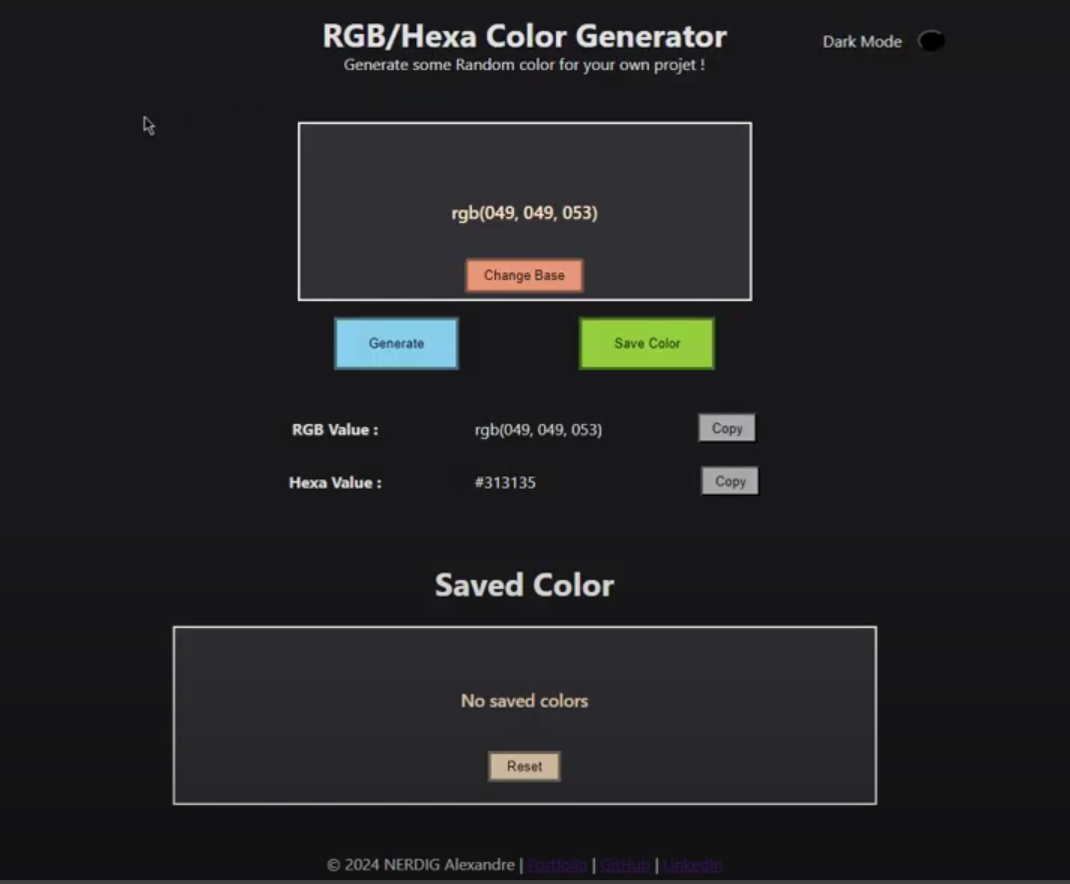 RGB/Hexa Color Generator
Dark Mode
Generate some Random color for your own projet !
rgb(049, 049, 053)
Change Base
Generate
Save Color
RGB Value :
rgb(049, 049, 053)
Copy
Hexa Value :
#313135
Copy
Saved Color
No saved colors
Reset
© 2024 NERDIG Alexandre | Portfolio | GitHub | LinkedIn